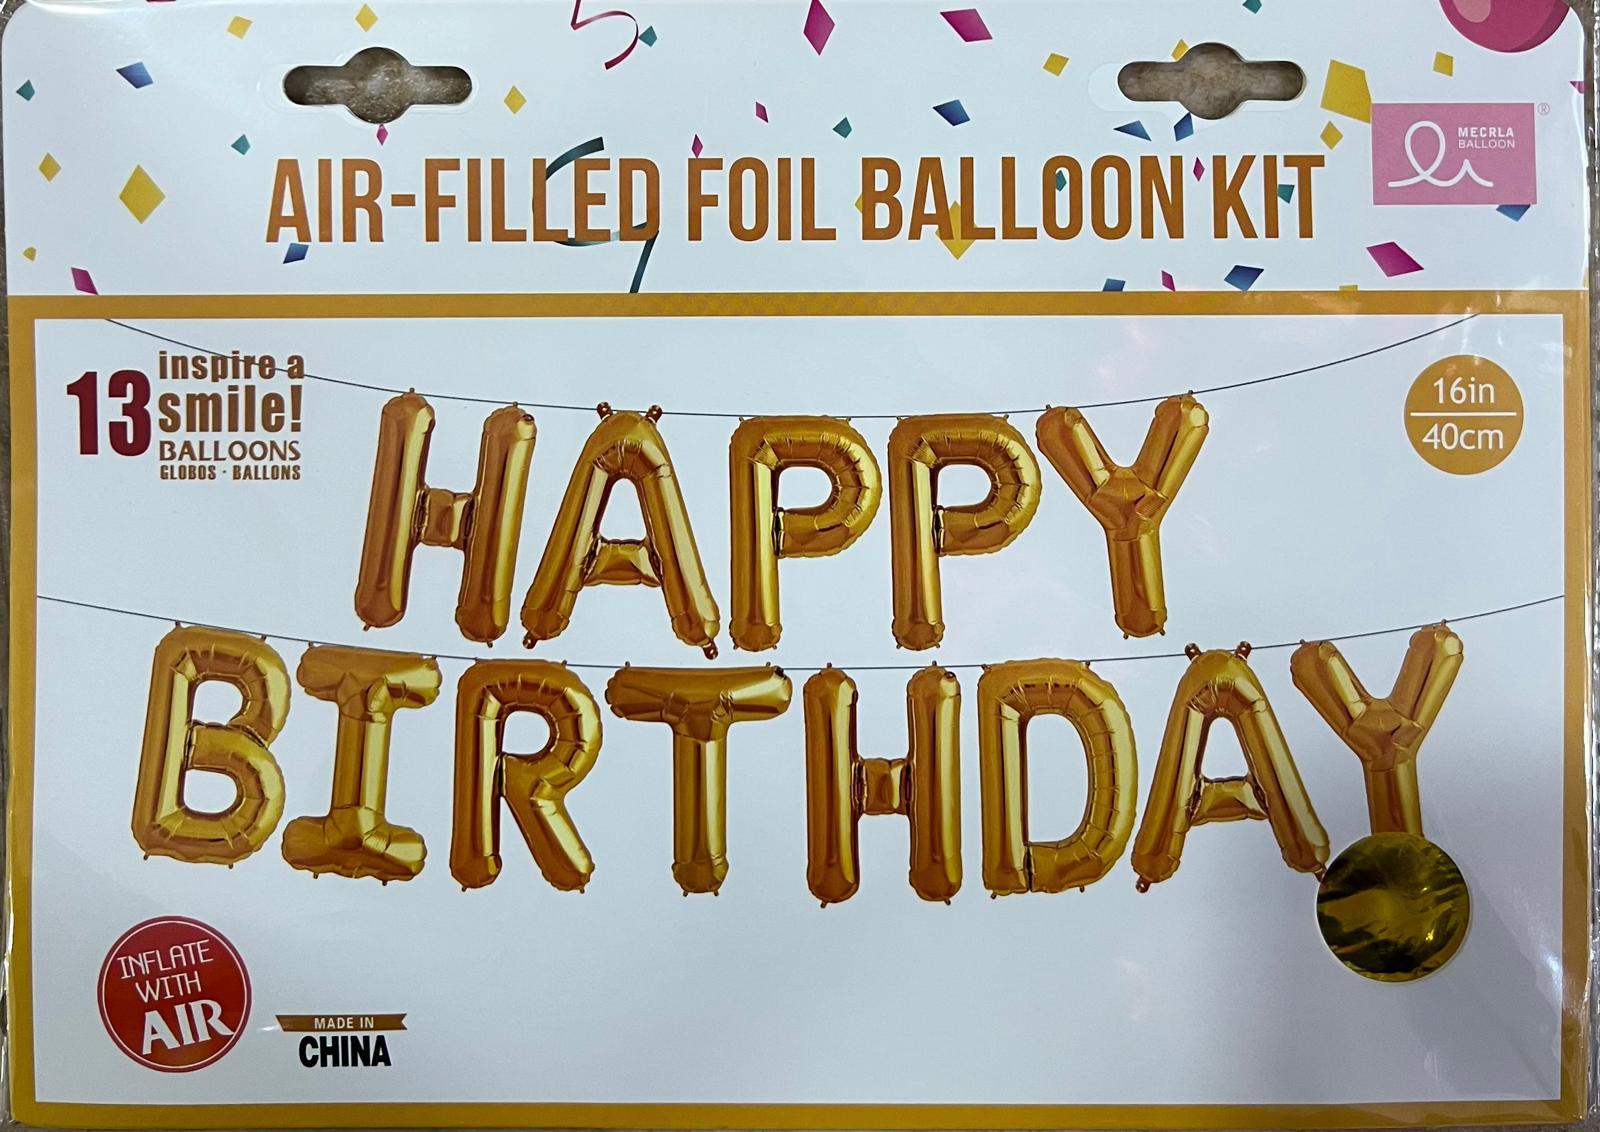 MECRLA
BALLOON
®
AIR-FILLED FOIL BALLOON KIT
13
inspire a
smile!
BALLOONS
GLOBOS · BALLONS
16in
40cm
HAPPY
BIRTHDAY
INFLATE
WITH
AIR
MADE IN
CHINA